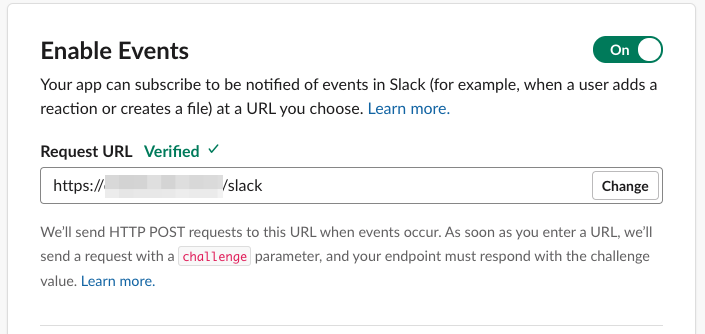 Enable Events
On
Your app can subscribe to be notified of events in Slack (for example, when a user adds a
reaction or creates a file) at a URL you choose. Learn more.
Request URL Verified ✓
https:// /slack
Change
We’ll send HTTP POST requests to this URL when events occur. As soon as you enter a URL, we’ll
send a request with a challenge parameter, and your endpoint must respond with the challenge
value. Learn more.